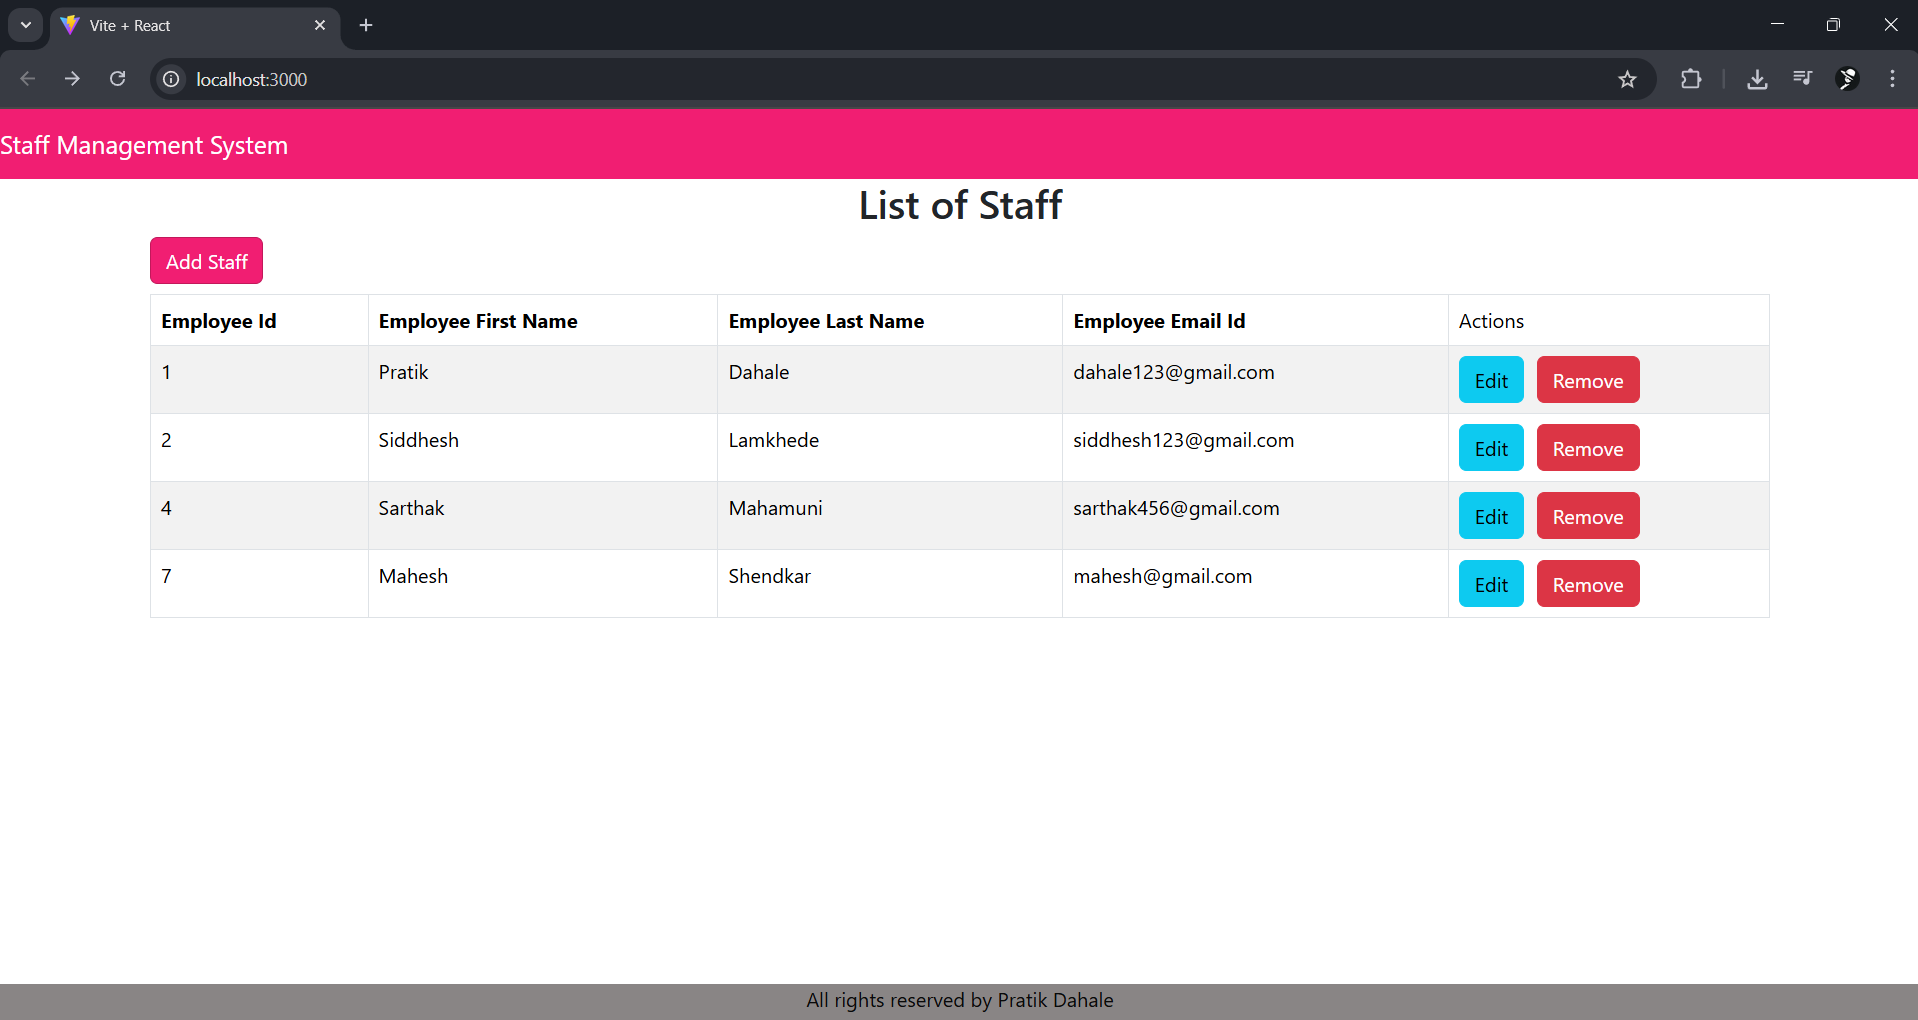 Vite + React
localhost:3000
Staff Management System
List of Staff
Add Staff
Employee Id Employee First Name Employee Last Name Employee Email Id Actions
1 Pratik Dahale dahale123@gmail.com Edit Remove
2 Siddhesh Lamkhede siddhesh123@gmail.com Edit Remove
4 Sarthak Mahamuni sarthak456@gmail.com Edit Remove
7 Mahesh Shendkar mahesh@gmail.com Edit Remove
All rights reserved by Pratik Dahale